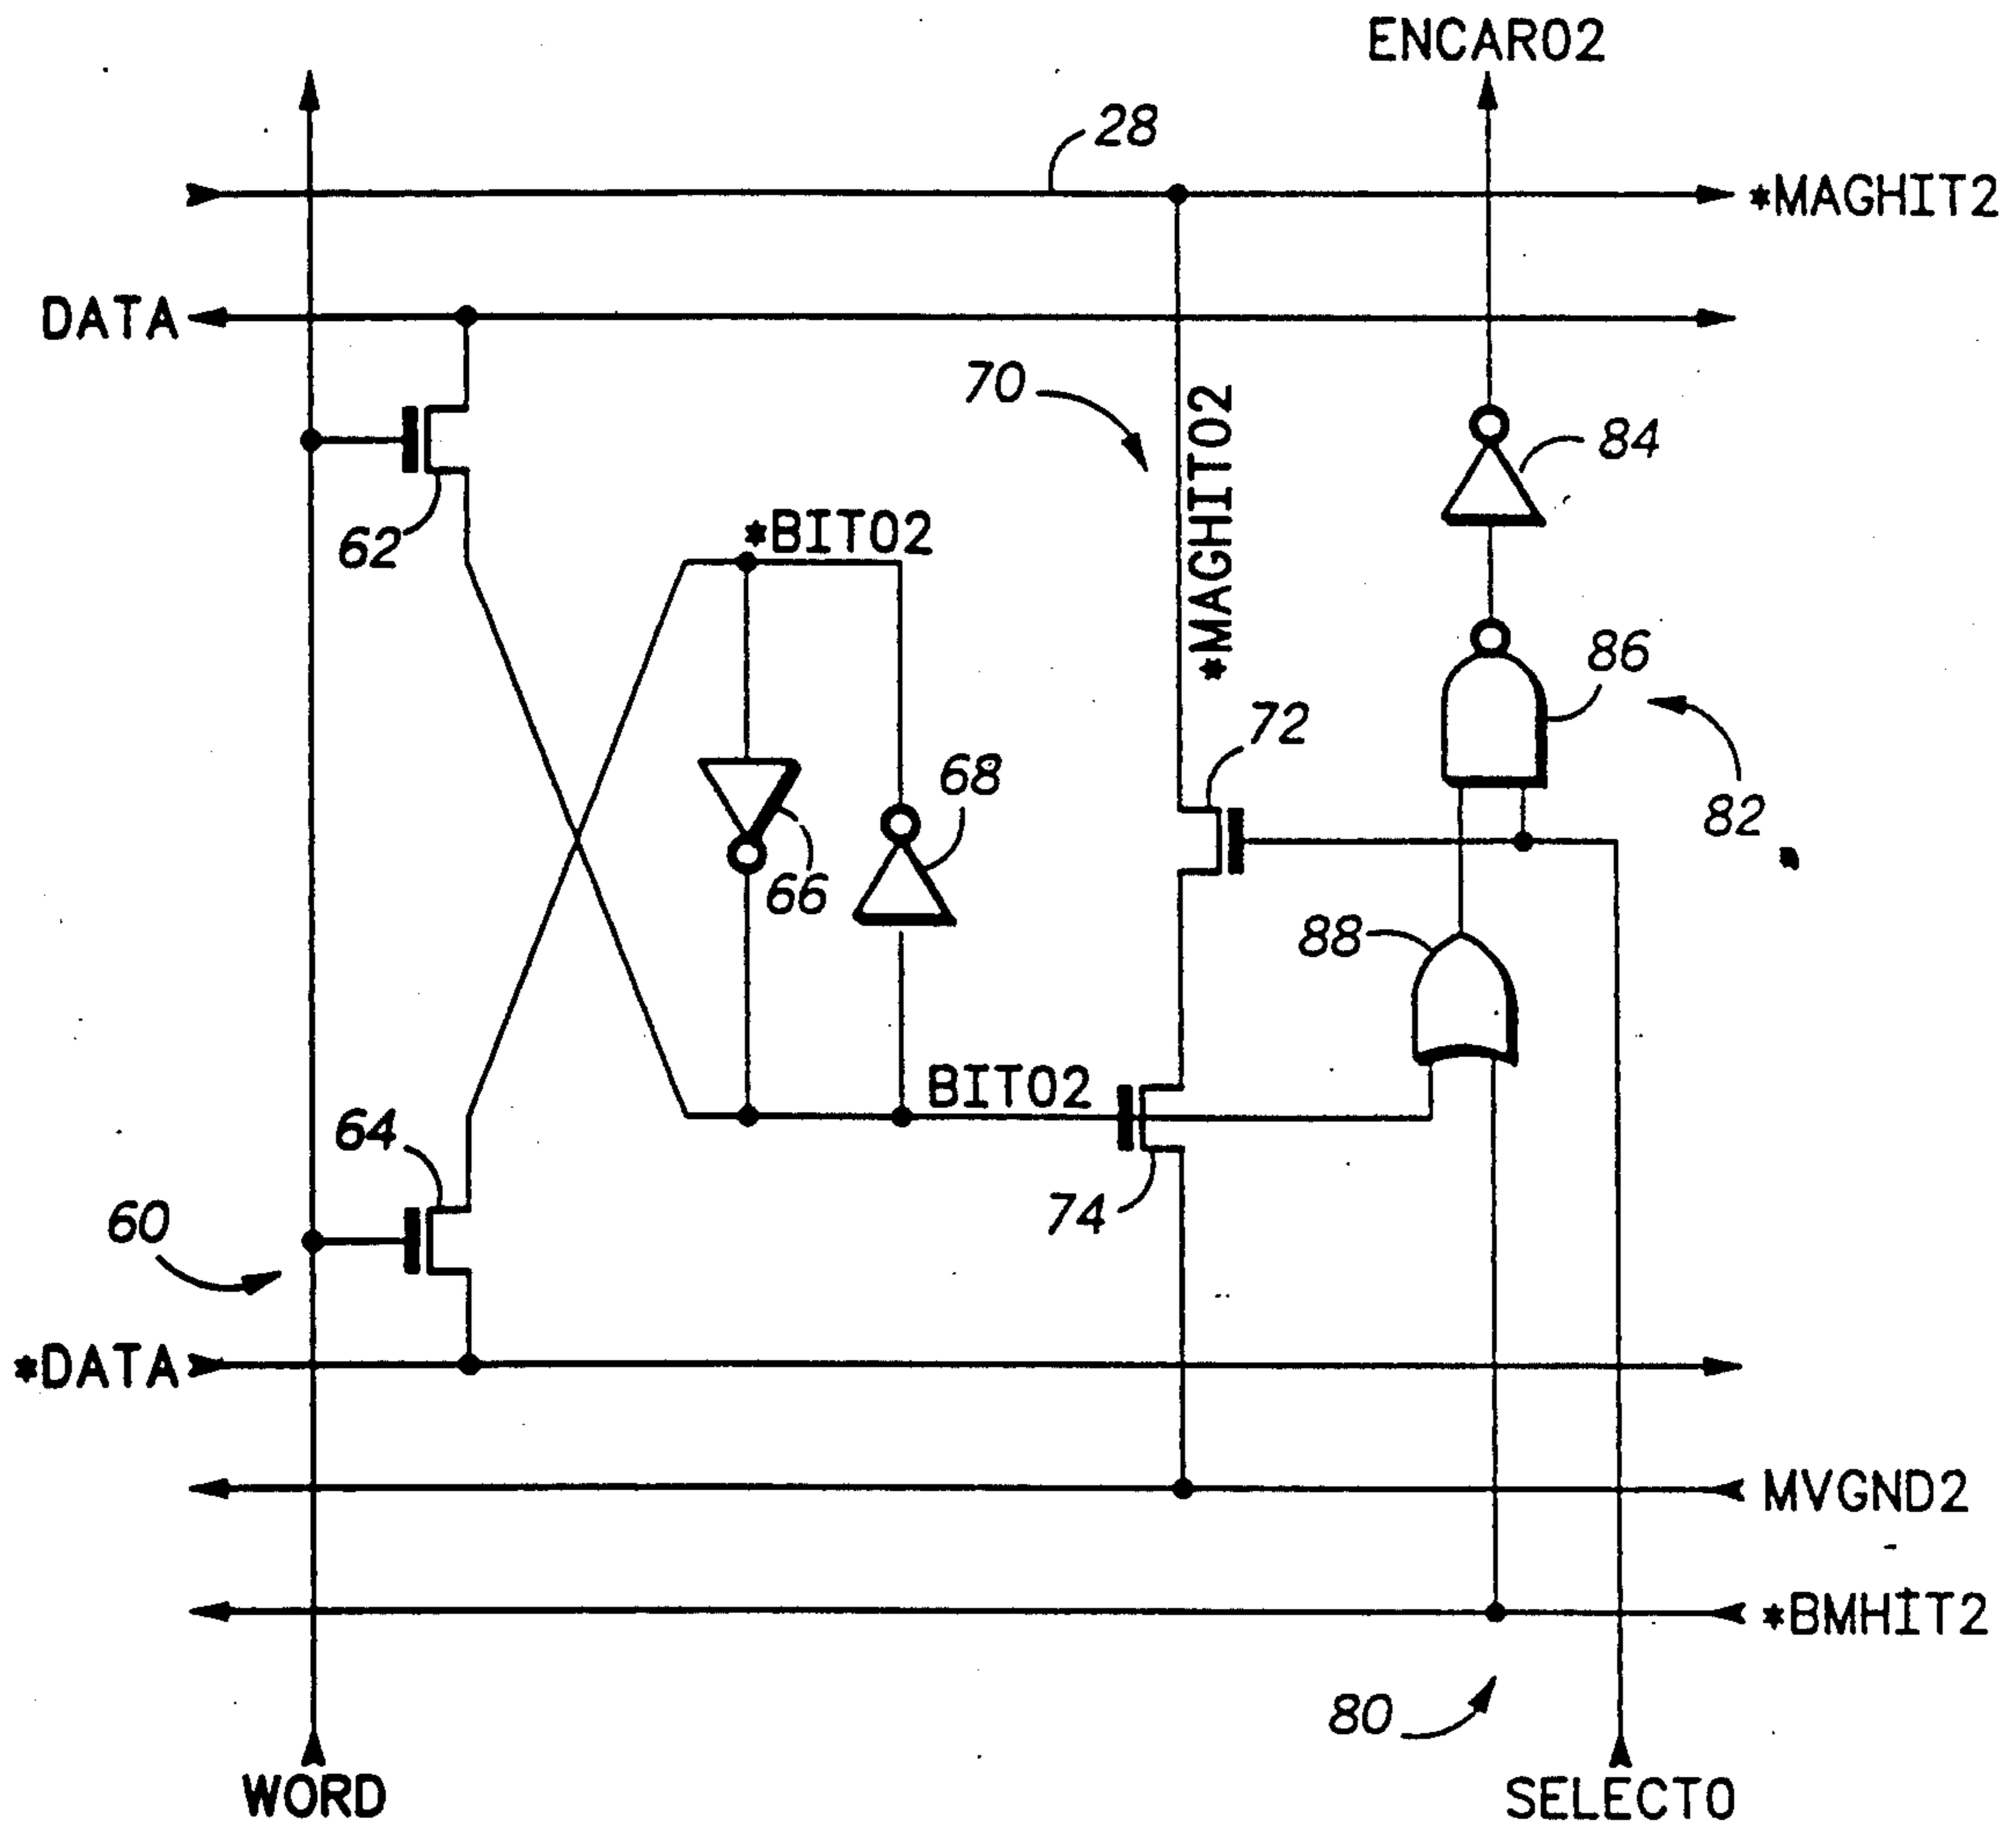 ENCAR02
28
*MAGHIT2
DATA
70
*MAGHIT02
84
62
*BIT02
86
72
68
82
66
88
BIT02
64
74
60
*DATA
MVGND2
*BMHIT2
80
WORD
SELECT0